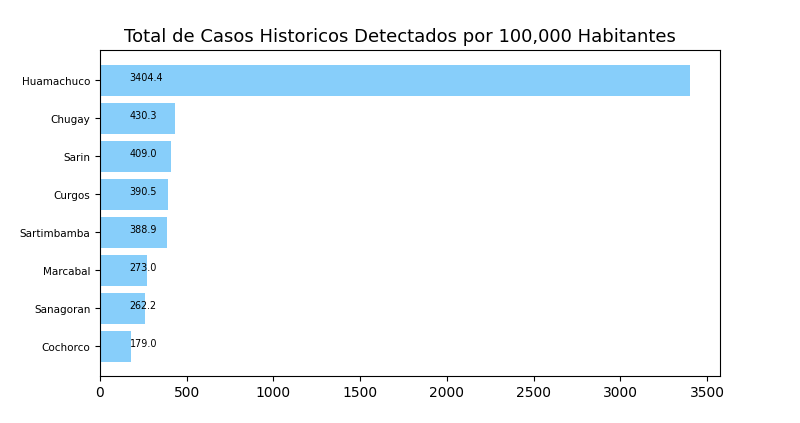 Total de Casos Historicos Detectados por 100,000 Habitantes
Huamachuco 3404.4
Chugay 430.3
Sarin 409.0
Curgos 390.5
Sartimbamba 388.9
Marcabal 273.0
Sanagoran 262.2
Cochorco 179.0
0 500 1000 1500 2000 2500 3000 3500